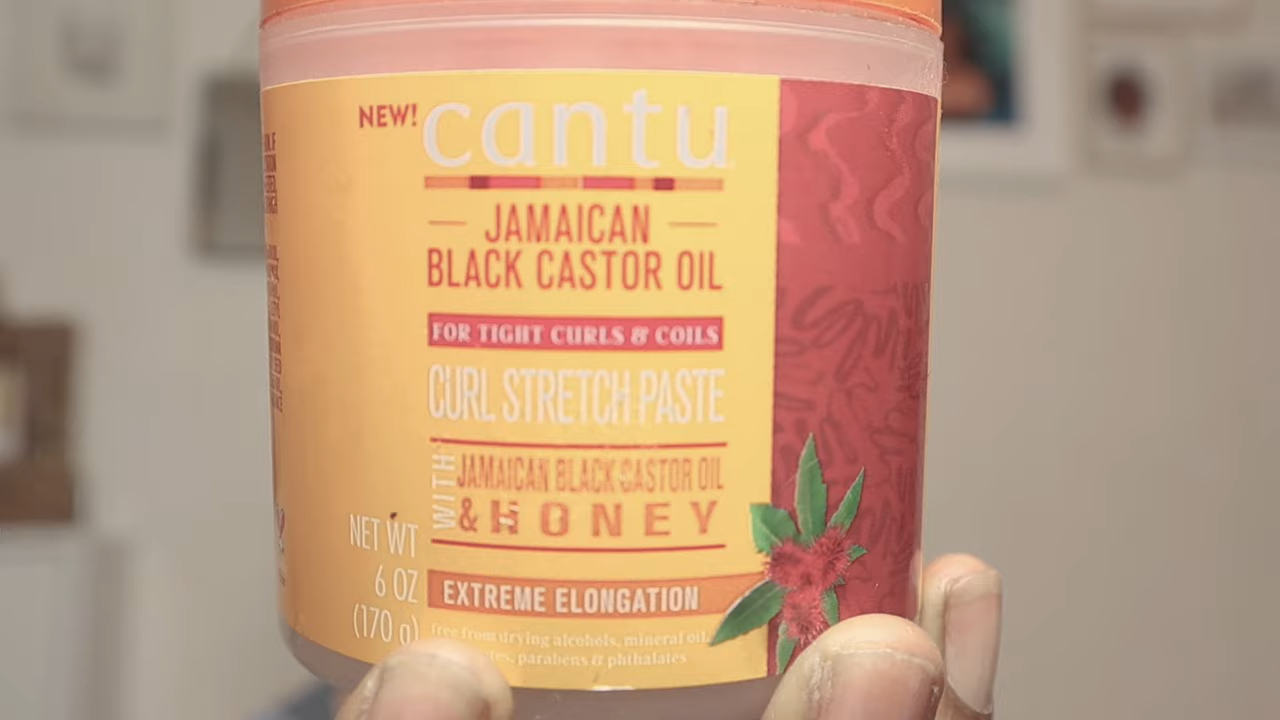 NEW! cantu
JAMAICAN
BLACK CASTOR OIL
FOR TIGHT CURLS & COILS
CURL STRETCH PASTE
WITH JAMAICAN BLACK CASTOR OIL
& HONEY
NET WT
6 OZ
(170 g)
EXTREME ELONGATION
free from drying alcohols, mineral oil,
parabens & phthalates